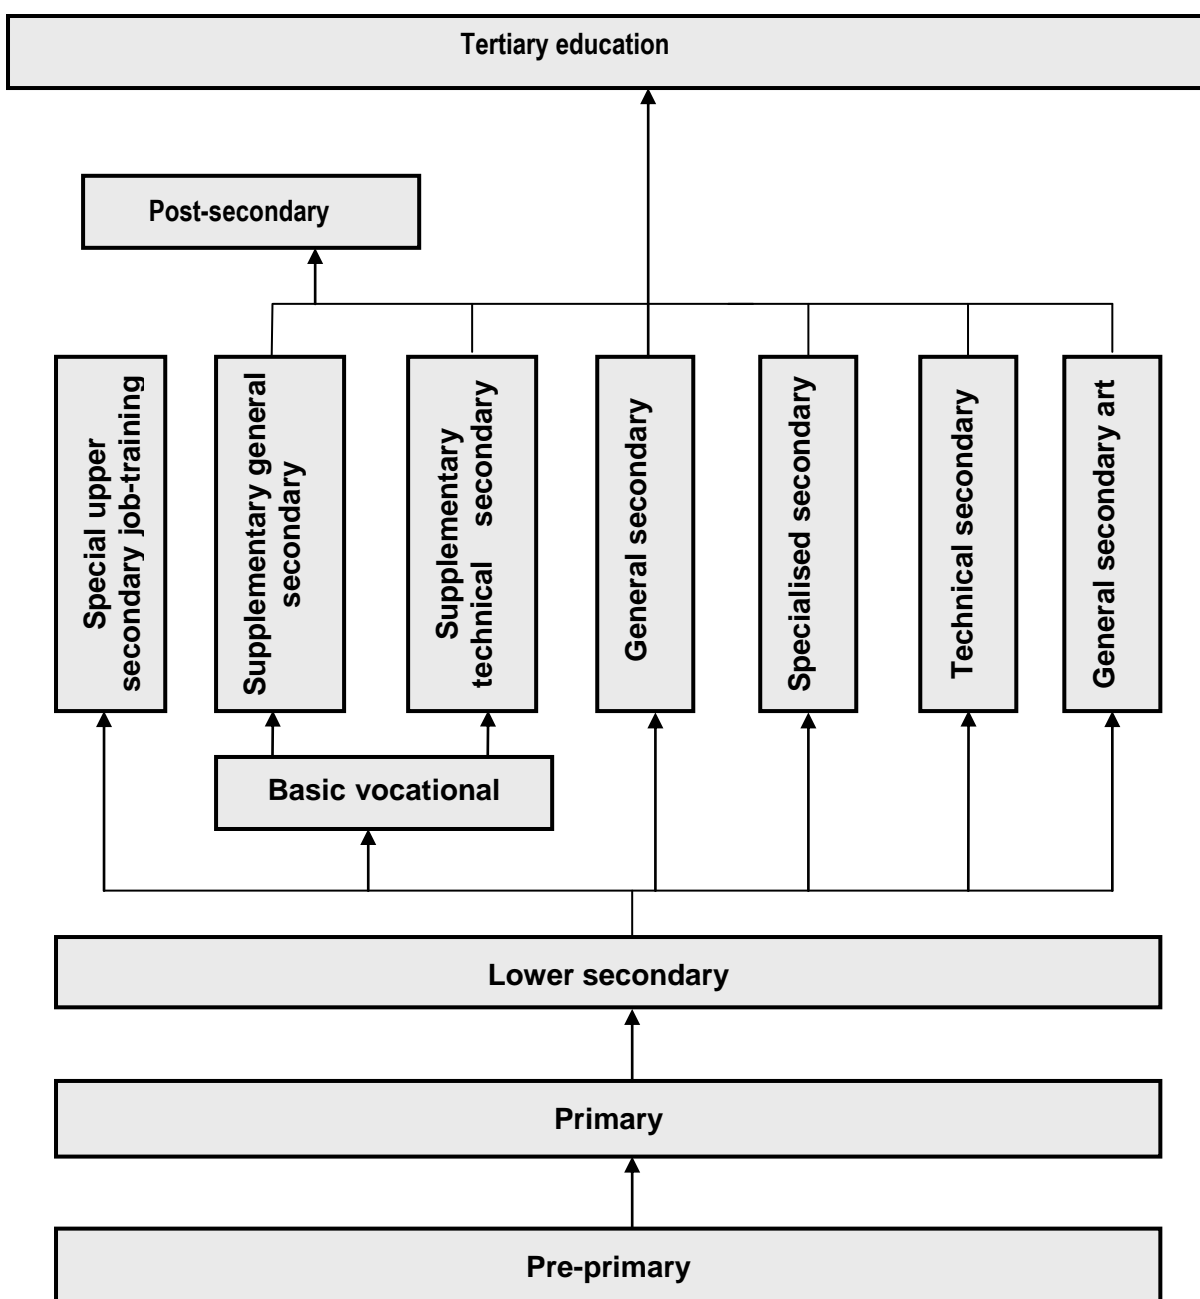 Tertiary education
Post-secondary
Special upper
secondary job-training
Supplementary general
secondary
Supplementary
technical secondary
General secondary
Specialised secondary
Technical secondary
General secondary art
Basic vocational
Lower secondary
Primary
Pre-primary